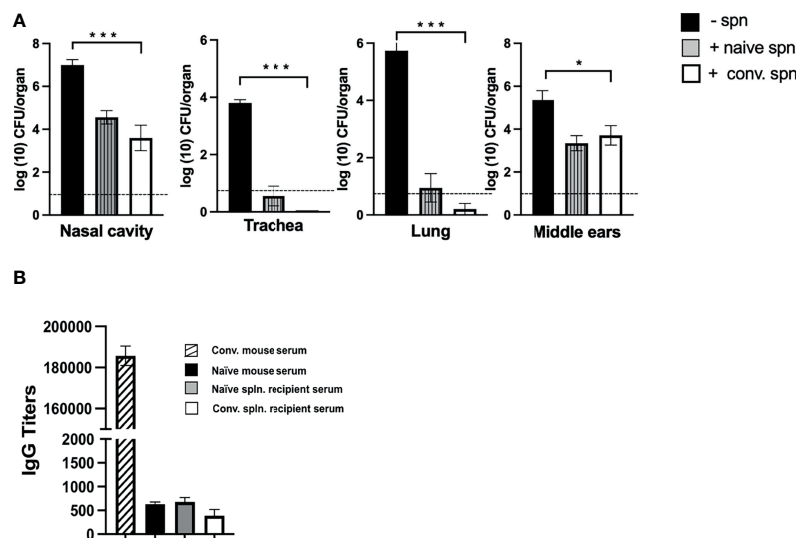 A
- spn
+ naive spn
+ conv. spn
log (10) CFU/organ
8
6
4
2
0
***
Nasal cavity
log (10) CFU/organ
6
4
2
0
***
Trachea
log (10) CFU/organ
6
4
2
0
***
Lung
log (10) CFU/organ
8
6
4
2
0
*
Middle ears
B
IgG Titers
200000
180000
160000
2000
1500
1000
500
0
Conv. mouse serum
Naïve mouse serum
Naïve spln. recipient serum
Conv. spln. recipient serum